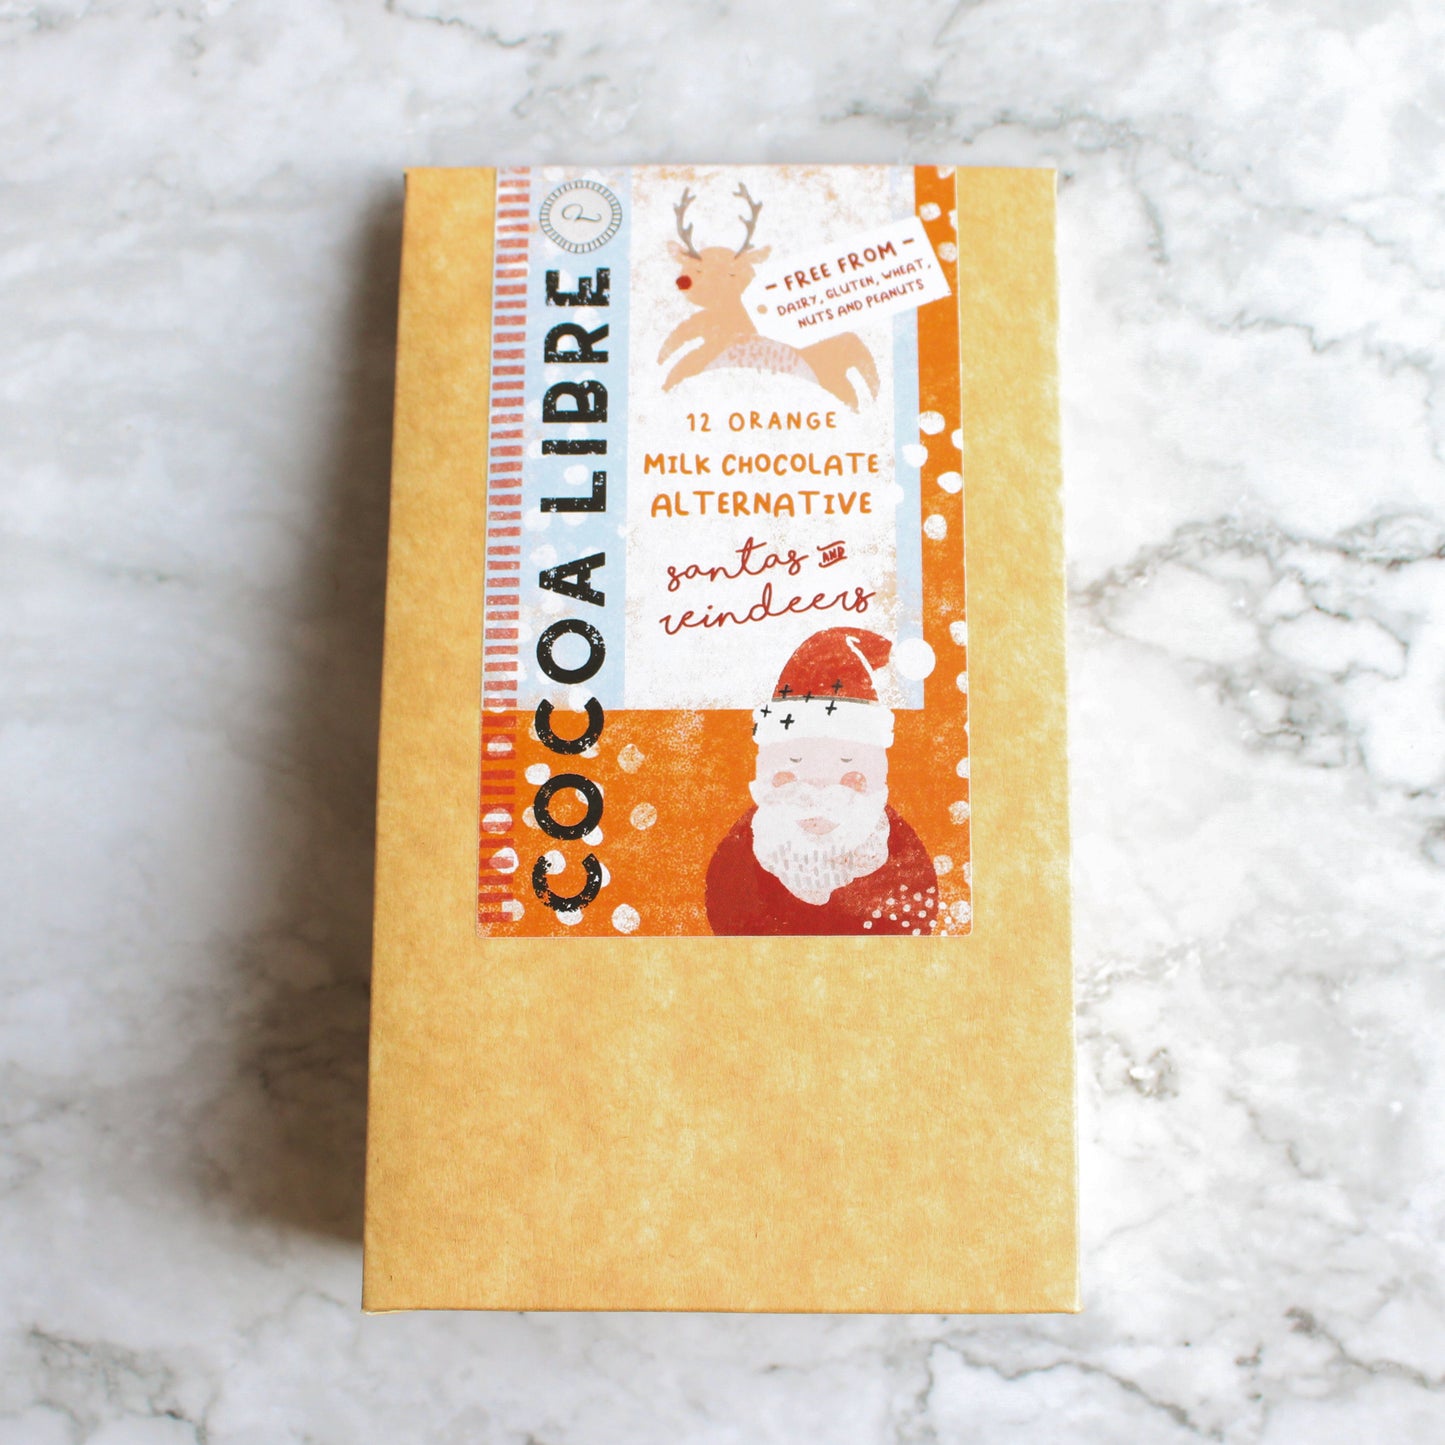 COCOA LIBRE
- FREE FROM -
DAIRY, GLUTEN, WHEAT,
NUTS AND PEANUTS
12 ORANGE
MILK CHOCOLATE
ALTERNATIVE
santas AND
reindeers